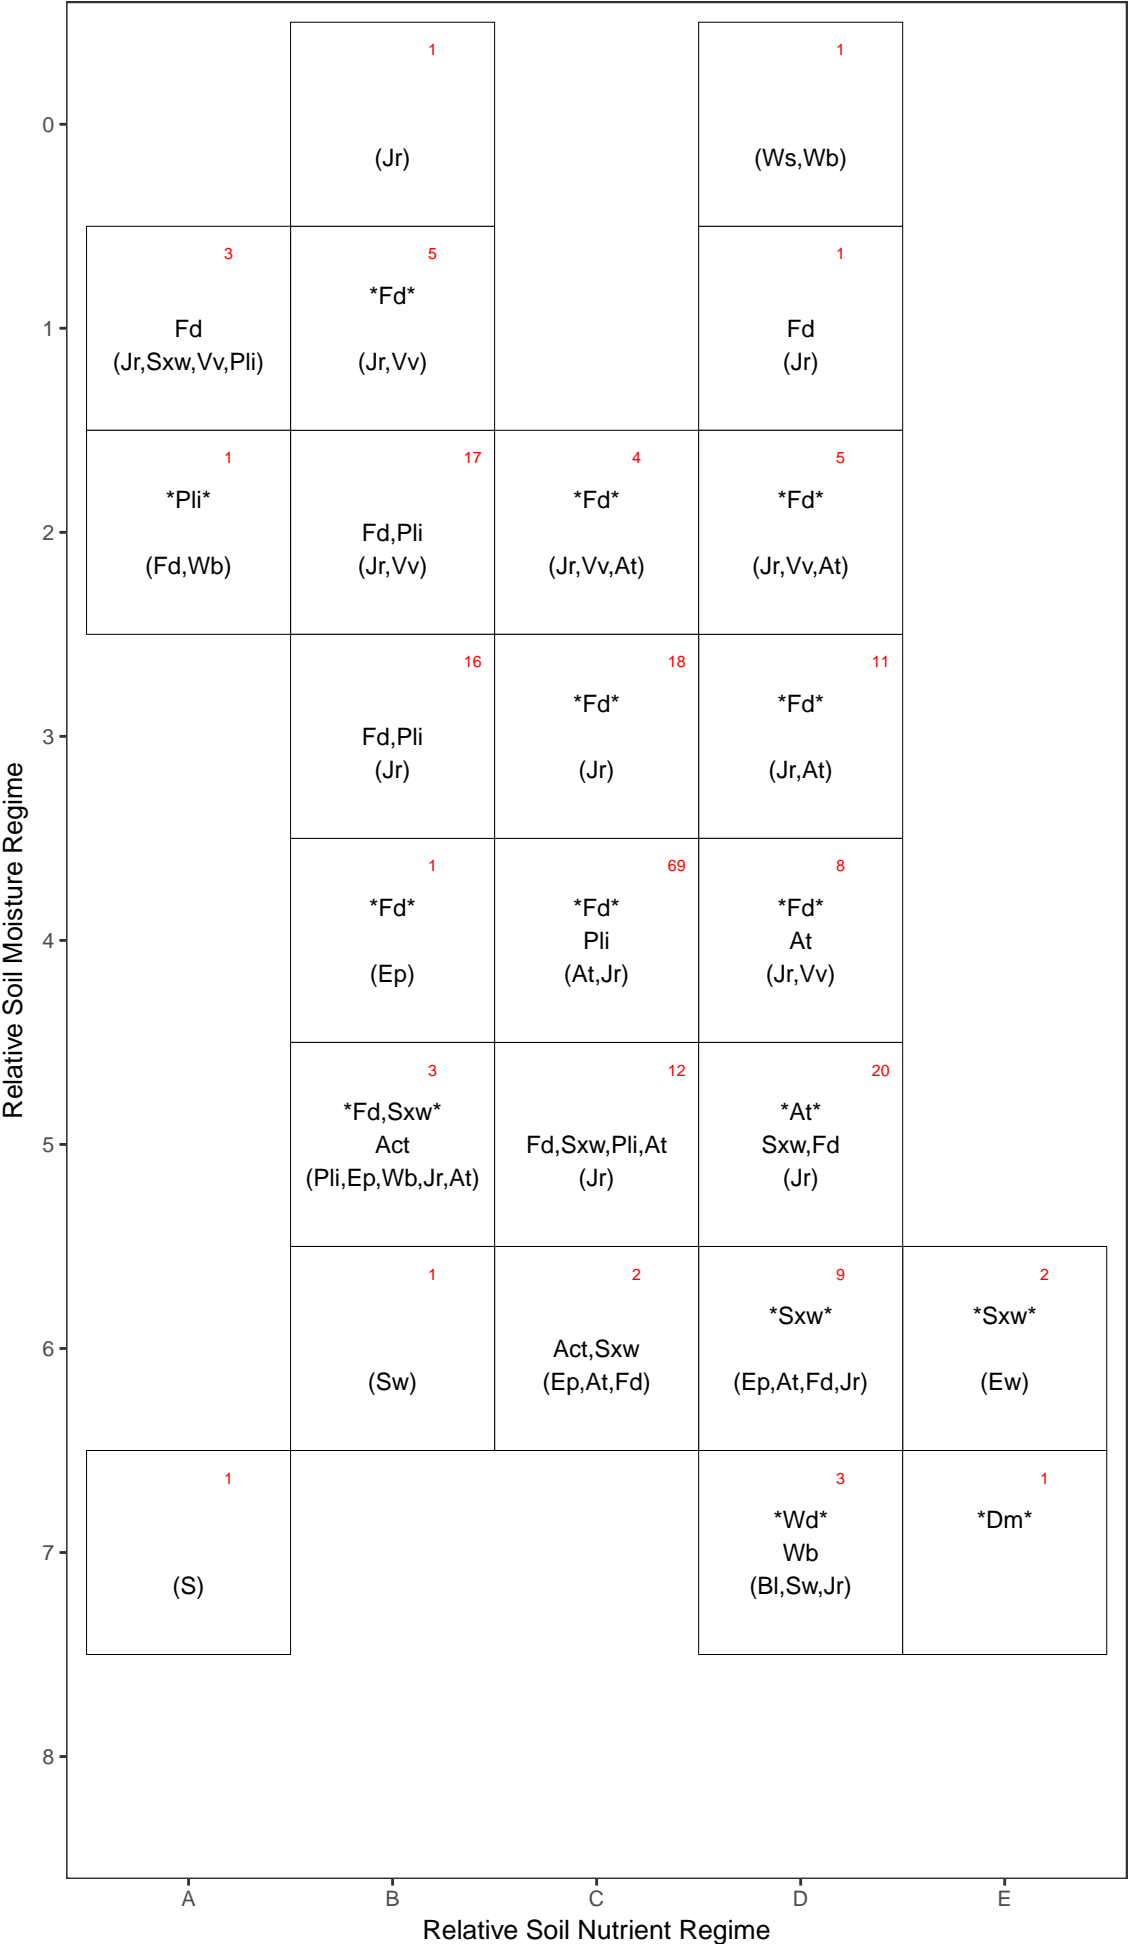 1
1
0
(Jr)
(Ws,Wb)
3
5
1
*Fd*
1
Fd
Fd
(Jr,Sxw,Vv,Pli)
(Jr,Vv)
(Jr)
1
17
4
5
*Pli*
*Fd*
*Fd*
2
Fd,Pli
(Fd,Wb)
(Jr,Vv)
(Jr,Vv,At)
(Jr,Vv,At)
16
18
11
*Fd*
*Fd*
3
Fd,Pli
(Jr)
(Jr)
(Jr,At)
1
69
8
*Fd*
*Fd*
*Fd*
4
Pli
At
(Ep)
(At,Jr)
(Jr,Vv)
3
12
20
*Fd,Sxw*
*At*
5
Act
Fd,Sxw,Pli,At
Sxw,Fd
(Pli,Ep,Wb,Jr,At)
(Jr)
(Jr)
1
2
9
2
*Sxw*
*Sxw*
6
Act,Sxw
(Sw)
(Ep,At,Fd)
(Ep,At,Fd,Jr)
(Ew)
1
3
1
*Wd*
*Dm*
7
Wb
(S)
(Bl,Sw,Jr)
8
Relative Soil Moisture Regime
A
B
C
D
E
Relative Soil Nutrient Regime